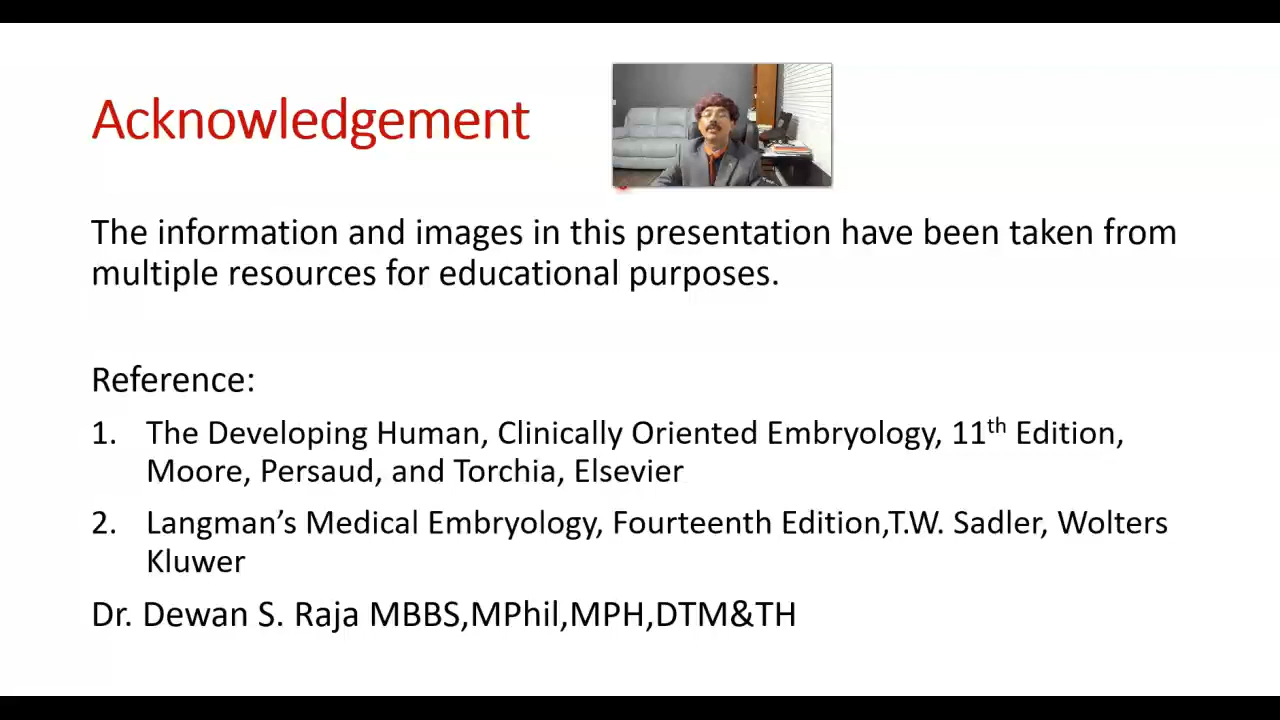 Acknowledgement
The information and images in this presentation have been taken from
multiple resources for educational purposes.
Reference:
1. The Developing Human, Clinically Oriented Embryology, 11th Edition,
Moore, Persaud, and Torchia, Elsevier
2. Langman’s Medical Embryology, Fourteenth Edition,T.W. Sadler, Wolters
Kluwer
Dr. Dewan S. Raja MBBS,MPhil,MPH,DTM&TH